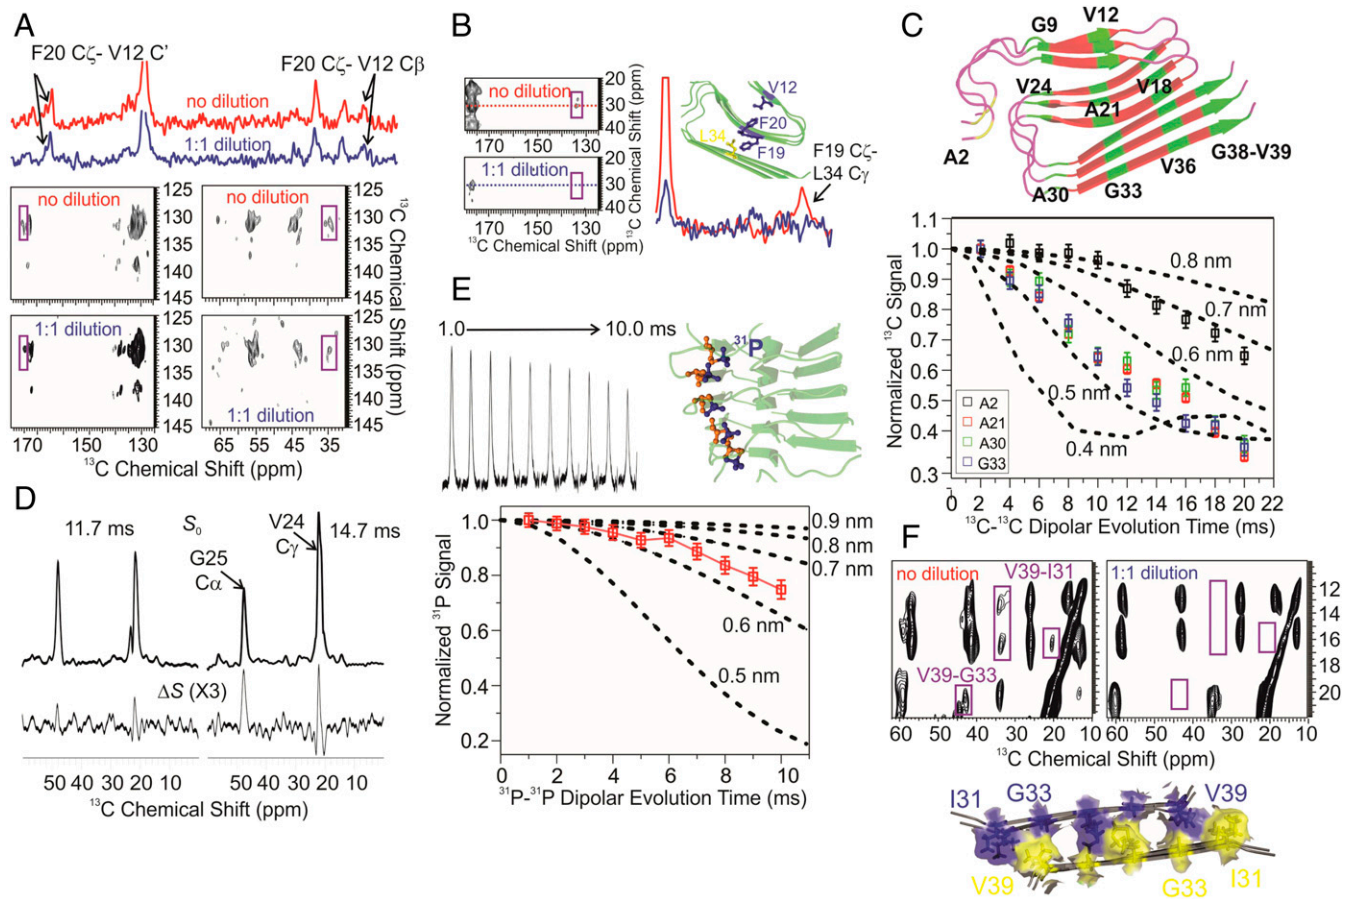 A
F20 Cζ- V12 C'
F20 Cζ- V12 Cβ
no dilution
1:1 dilution
no dilution
no dilution
125
130
135
140
145
125
130
135
140
145
13C Chemical Shift (ppm)
1:1 dilution
1:1 dilution
125
130
135
140
145
125
130
135
140
145
170 150 130
65 55 45 35
13C Chemical Shift (ppm)
B
no dilution
20
30
40
1:1 dilution
20
30
40
13C Chemical Shift (ppm)
170 150 130
13C Chemical Shift (ppm)
V12
F20
L34
F19
F19 Cζ-
L34 Cγ
C
G9
V12
V24
V18
A21
A2
G38-V39
V36
A30
G33
1.1
1.0
0.9
0.8
0.7
0.6
0.5
0.4
0.3
Normalized 13C Signal
0.8 nm
0.7 nm
0.6 nm
0.5 nm
0.4 nm
A2
A21
A30
G33
0 2 4 6 8 10 12 14 16 18 20 22
13C-13C Dipolar Evolution Time (ms)
D
11.7 ms
S0
V24
Cγ
14.7 ms
G25
Cα
ΔS (X3)
50 40 30 20 10
50 40 30 20 10
13C Chemical Shift (ppm)
E
1.0
10.0 ms
31P
1.0
0.8
0.6
0.4
0.2
Normalized 31P Signal
0.9 nm
0.8 nm
0.7 nm
0.6 nm
0.5 nm
0 2 4 6 8 10
31P-31P Dipolar Evolution Time (ms)
F
no dilution
V39-I31
1:1 dilution
V39-G33
12
14
16
18
20
60 50 40 30 20 10
60 50 40 30 20 10
13C Chemical Shift (ppm)
I31
G33
V39
V39
G33
I31